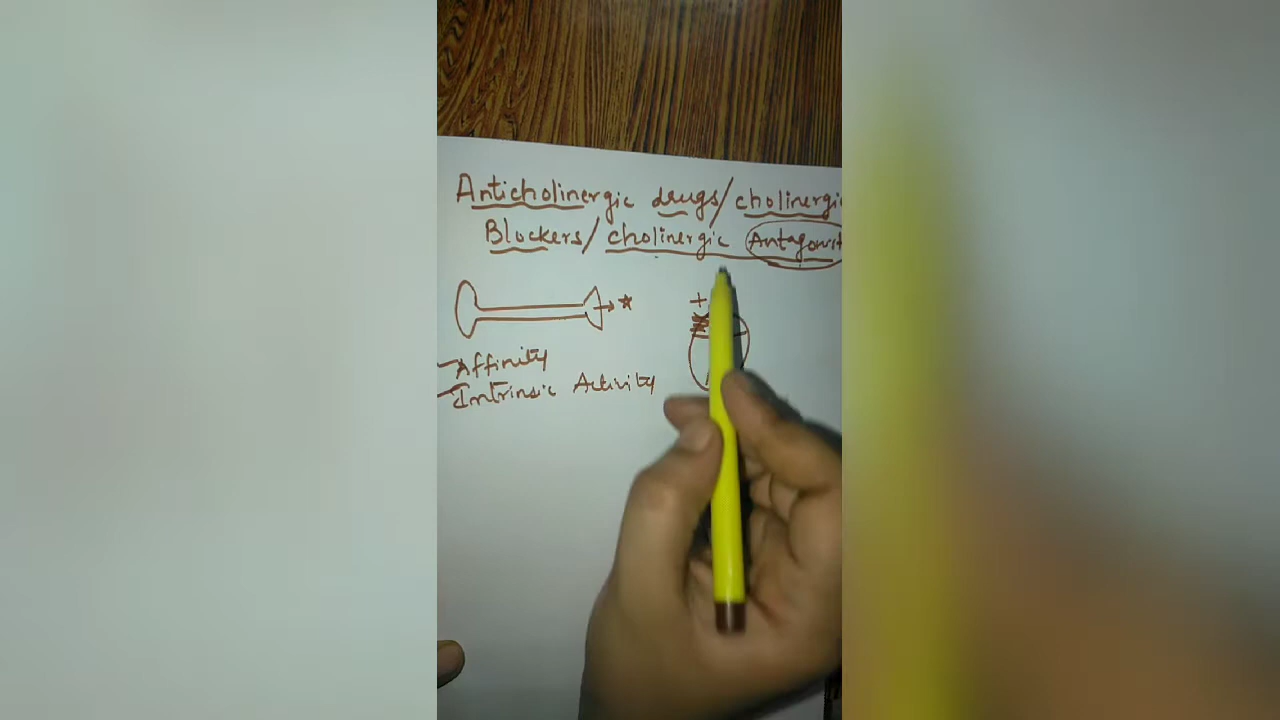 Anticholinergic drugs/cholinergic
Blockers/cholinergic Antagonist
Affinity
Intrinsic Activity
+